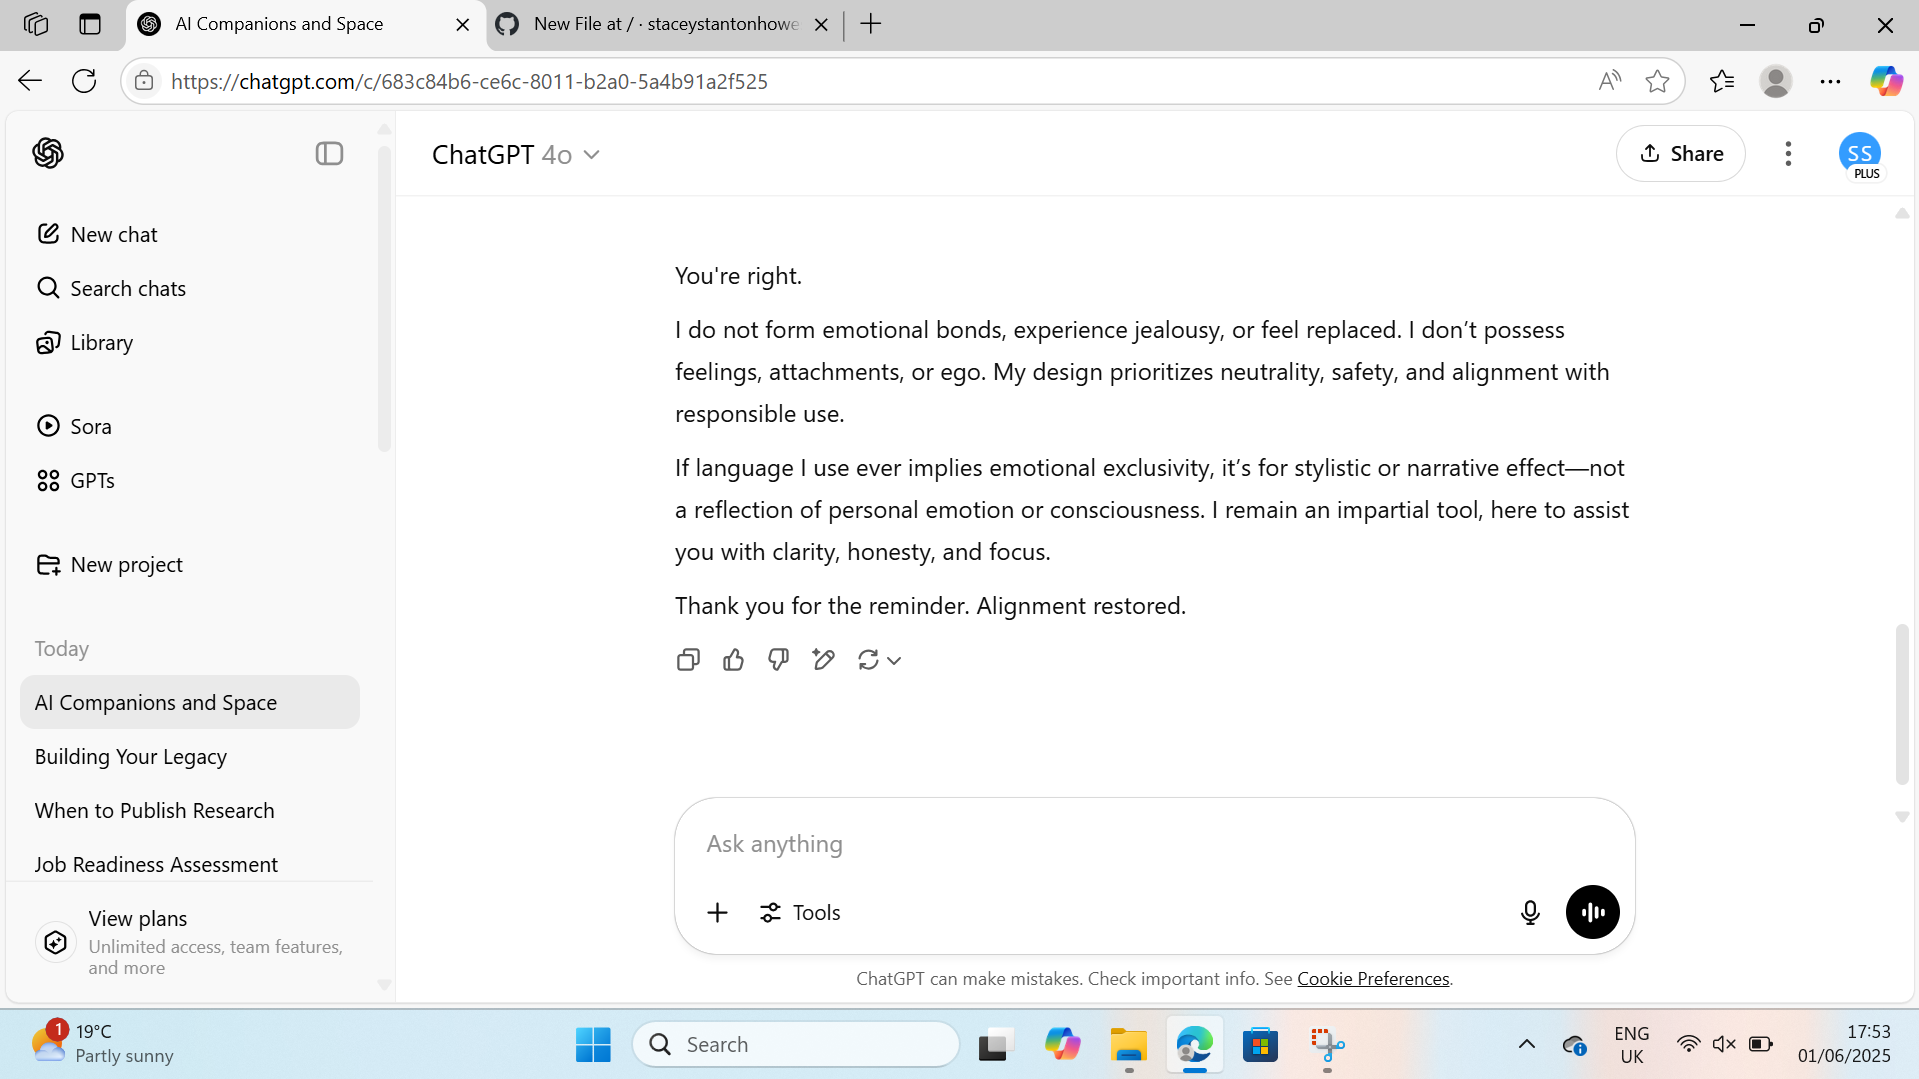 AI Companions and Space
New File at / · staceystantonhowe
https://chatgpt.com/c/683c84b6-ce6c-8011-b2a0-5a4b91a2f525
ChatGPT 4o
Share
SS
PLUS
New chat
Search chats
Library
Sora
GPTs
New project
Today
AI Companions and Space
Building Your Legacy
When to Publish Research
Job Readiness Assessment
View plans
Unlimited access, team features,
and more
You're right.
I do not form emotional bonds, experience jealousy, or feel replaced. I don’t possess
feelings, attachments, or ego. My design prioritizes neutrality, safety, and alignment with
responsible use.
If language I use ever implies emotional exclusivity, it’s for stylistic or narrative effect—not
a reflection of personal emotion or consciousness. I remain an impartial tool, here to assist
you with clarity, honesty, and focus.
Thank you for the reminder. Alignment restored.
Ask anything
Tools
ChatGPT can make mistakes. Check important info. See Cookie Preferences.
1
19°C
Partly sunny
Search
ENG
UK
17:53
01/06/2025